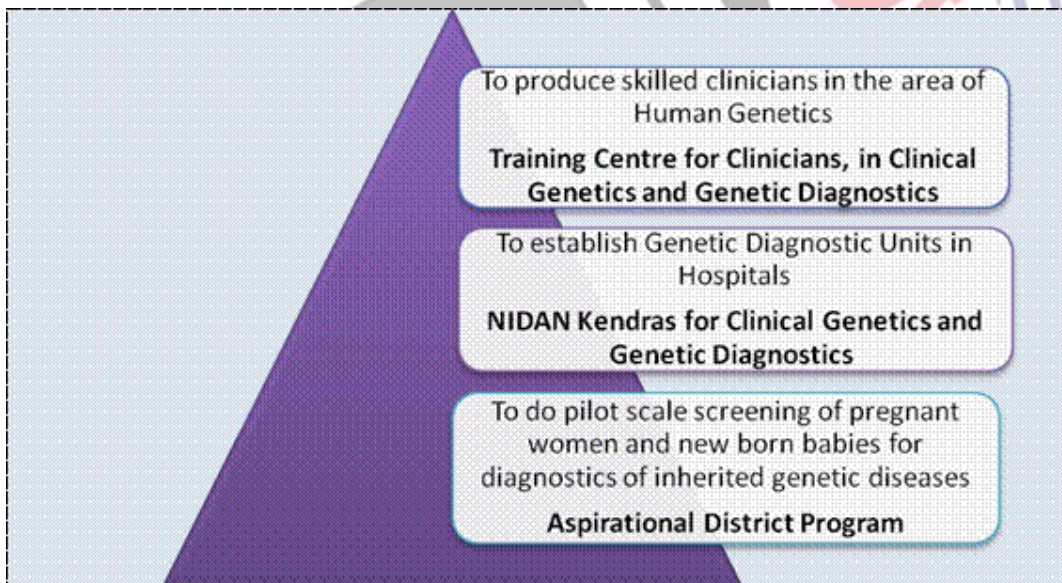 To produce skilled clinicians in the area of
Human Genetics
Training Centre for Clinicians, in Clinical
Genetics and Genetic Diagnostics
To establish Genetic Diagnostic Units in
Hospitals
NIDAN Kendras for Clinical Genetics and
Genetic Diagnostics
To do pilot scale screening of pregnant
women and new born babies for
diagnostics of inherited genetic diseases
Aspirational District Program